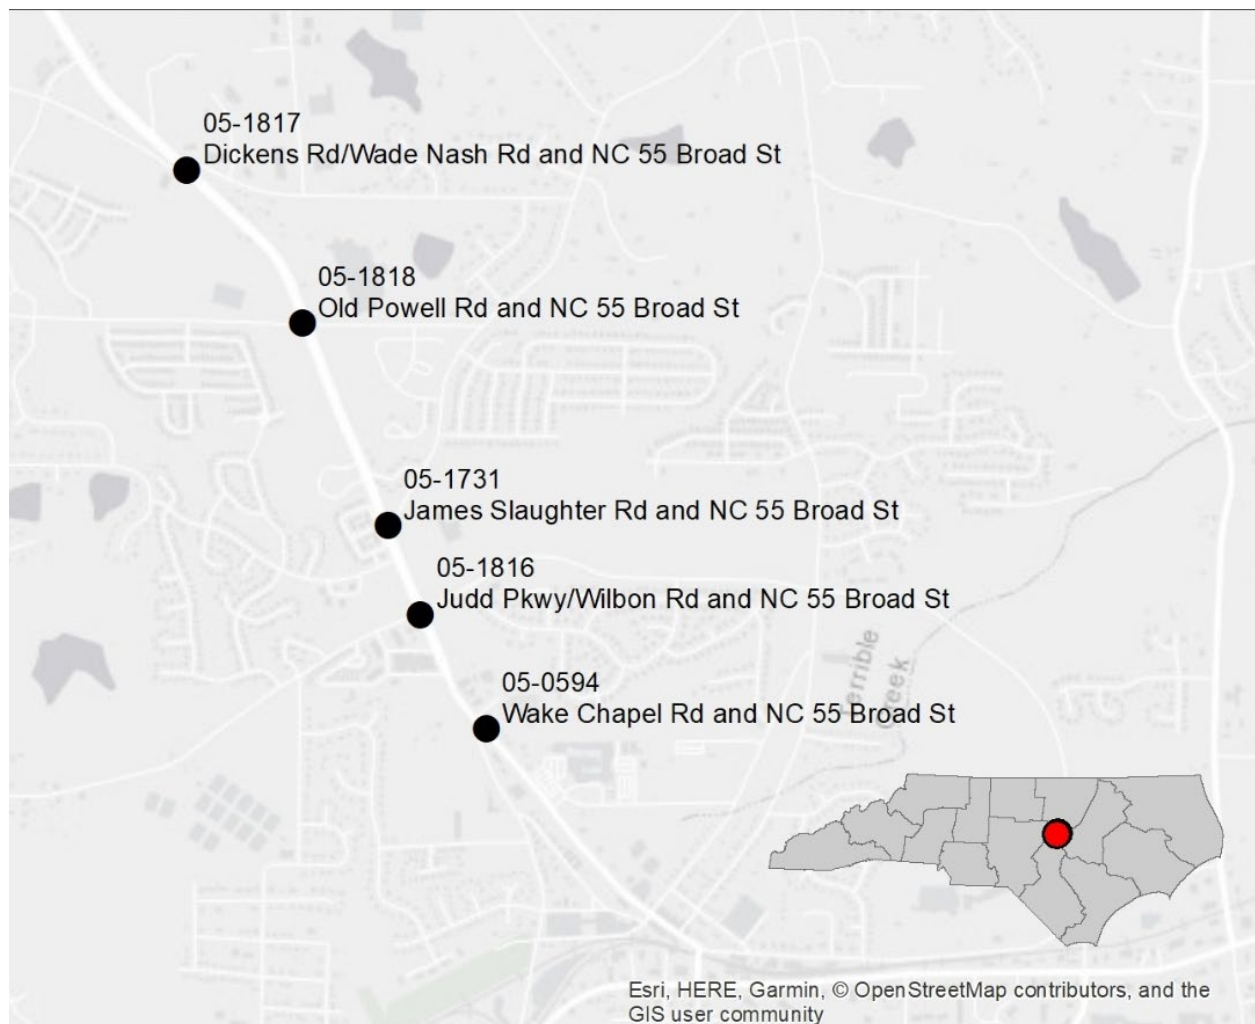 05-1817
Dickens Rd/Wade Nash Rd and NC 55 Broad St
05-1818
Old Powell Rd and NC 55 Broad St
05-1731
James Slaughter Rd and NC 55 Broad St
05-1816
Judd Pkwy/Wilbon Rd and NC 55 Broad St
Terrible
Creek
05-0594
Wake Chapel Rd and NC 55 Broad St
Esri, HERE, Garmin, © OpenStreetMap contributors, and the
GIS user community